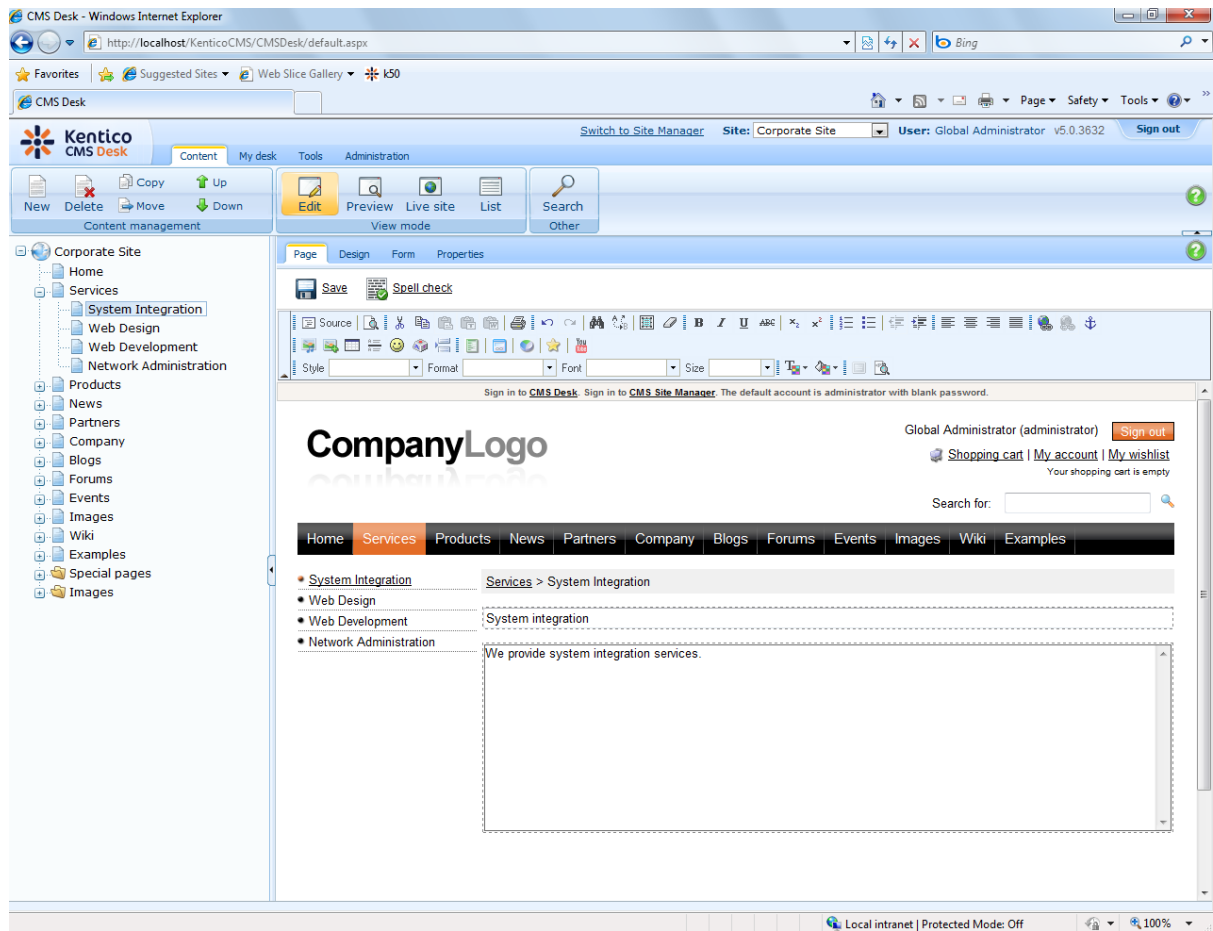 CMS Desk - Windows Internet Explorer
http://localhost/KenticoCMS/CMSDesk/default.aspx
Bing
Favorites Suggested Sites Web Slice Gallery k50
CMS Desk
Page Safety Tools
Kentico
CMS Desk
Switch to Site Manager Site: Corporate Site User: Global Administrator v5.0.3632 Sign out
Content My desk Tools Administration
Copy Up
New Delete Move Down
Content management
Edit Preview Live site List
View mode
Search
Other
Corporate Site
Home
Services
System Integration
Web Design
Web Development
Network Administration
Products
News
Partners
Company
Blogs
Forums
Events
Images
Wiki
Examples
Special pages
Images
Page Design Form Properties
Save Spell check
Source B I U ABC x₂ x²
Style Format Font Size
Sign in to CMS Desk. Sign in to CMS Site Manager. The default account is administrator with blank password.
CompanyLogo
Global Administrator (administrator) Sign out
Shopping cart | My account | My wishlist
Your shopping cart is empty
Search for:
Home Services Products News Partners Company Blogs Forums Events Images Wiki Examples
System Integration
Web Design
Web Development
Network Administration
Services > System Integration
System integration
We provide system integration services.
Local intranet | Protected Mode: Off 100%